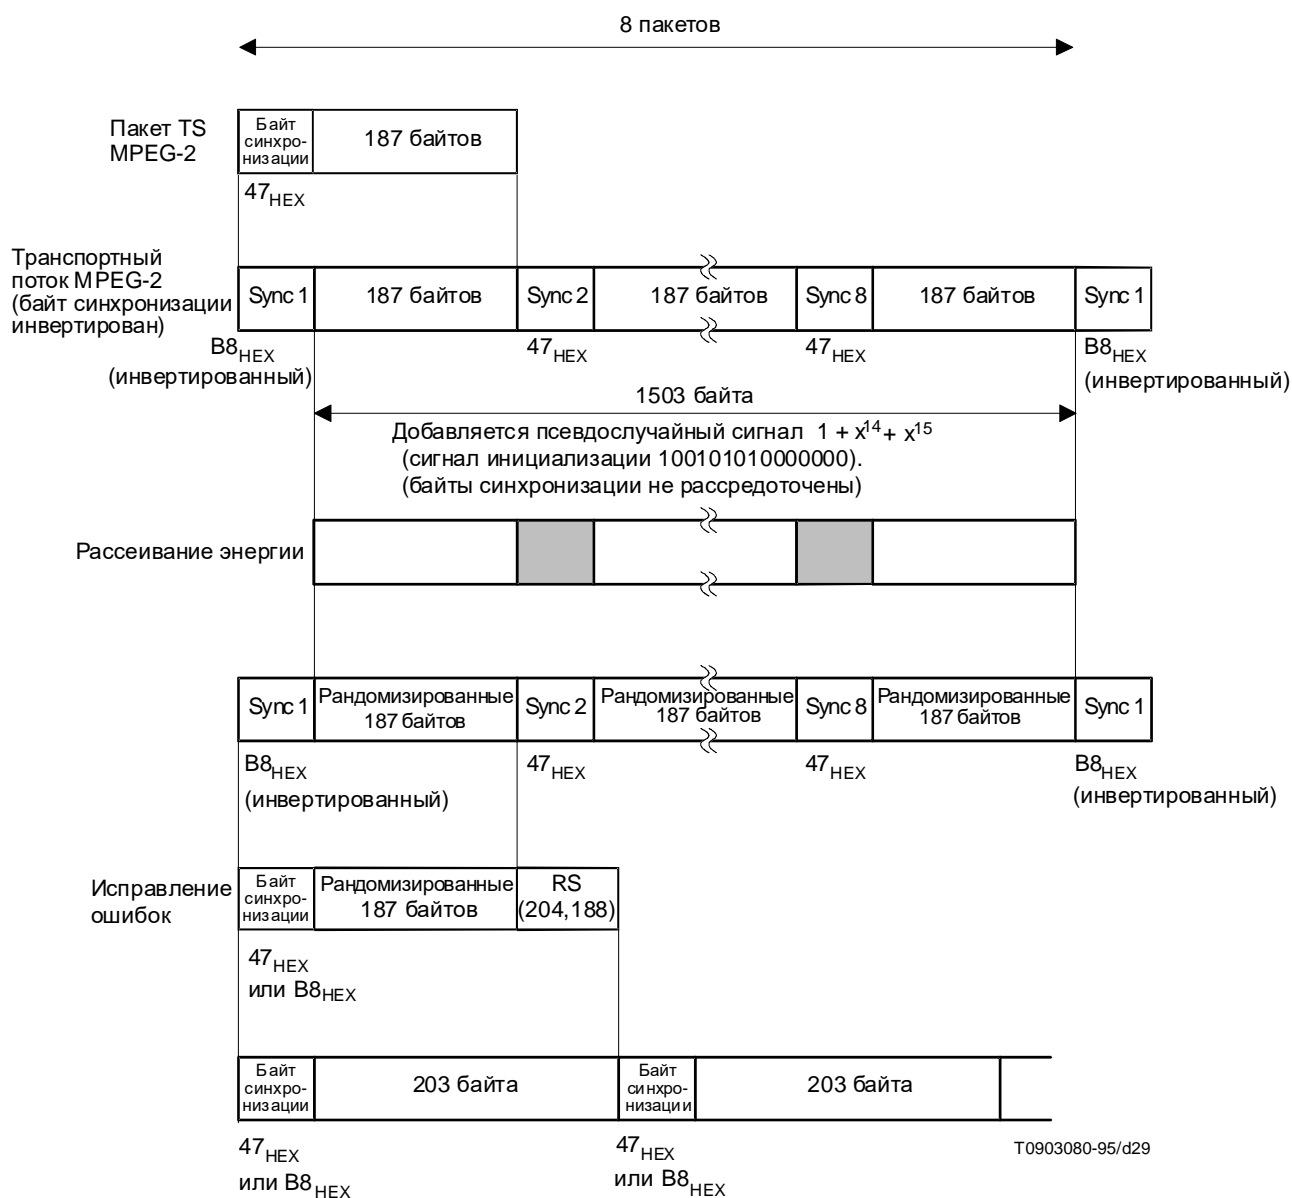 8 пакетов
Пакет TS
MPEG-2
Байт
синхро-
низации
187 байтов
47HEX
Транспортный
поток MPEG-2
(байт синхронизации
инвертирован)
Sync 1
187 байтов
Sync 2
187 байтов
Sync 8
187 байтов
Sync 1
B8HEX
(инвертированный)
47HEX
47HEX
B8HEX
(инвертированный)
1503 байта
Добавляется псевдослучайный сигнал 1 + x14 + x15
(сигнал инициализации 100101010000000).
(байты синхронизации не рассредоточены)
Рассеивание энергии
Sync 1
Рандомизированные
187 байтов
Sync 2
Рандомизированные
187 байтов
Sync 8
Рандомизированные
187 байтов
Sync 1
B8HEX
(инвертированный)
47HEX
47HEX
B8HEX
(инвертированный)
Исправление
ошибок
Байт
синхро-
низации
Рандомизированные
187 байтов
RS
(204,188)
47HEX
или B8HEX
Байт
синхро-
низации
203 байта
Байт
синхро-
низации
203 байта
47HEX
или B8HEX
47HEX
или B8HEX
T0903080-95/d29